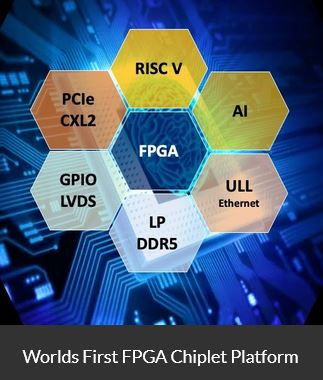 RISC V
PCIe
CXL2
AI
FPGA
GPIO
LVDS
ULL
Ethernet
LP
DDR5
Worlds First FPGA Chiplet Platform